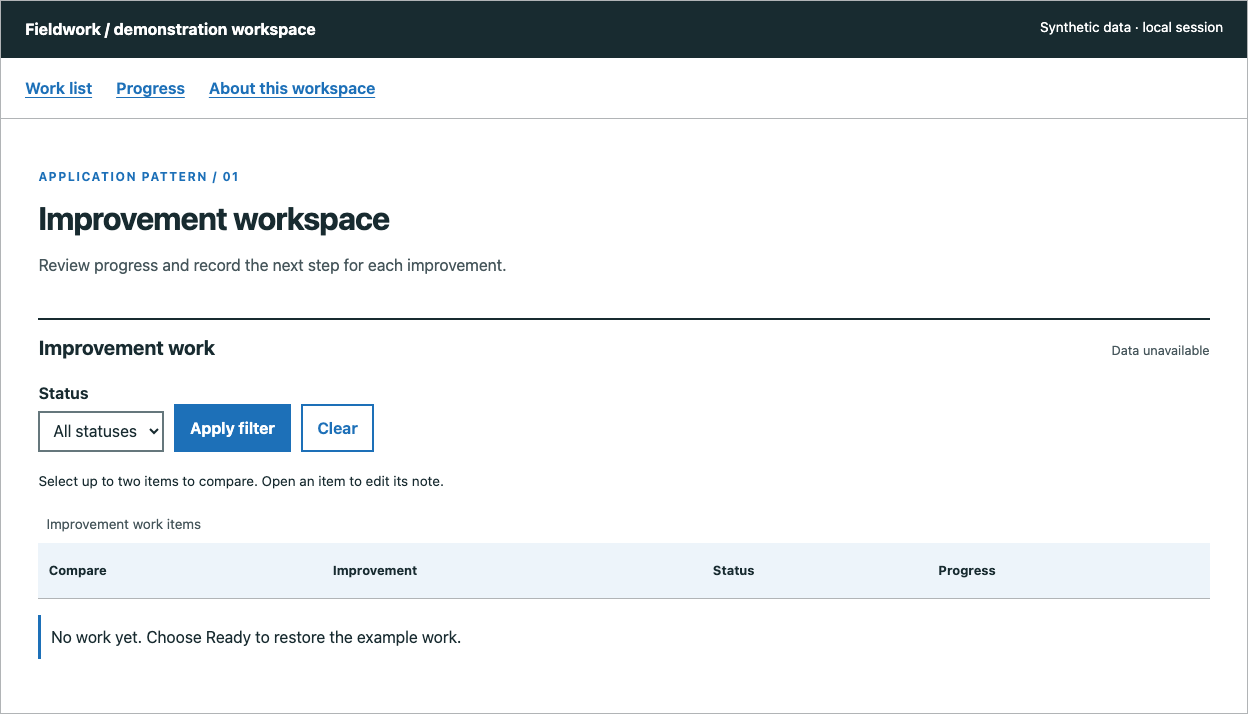 Fieldwork / demonstration workspace
Synthetic data · local session
Work list
Progress
About this workspace
APPLICATION PATTERN / 01
Improvement workspace
Review progress and record the next step for each improvement.
Improvement work
Data unavailable
Status
All statuses
Apply filter
Clear
Select up to two items to compare. Open an item to edit its note.
Improvement work items
Compare
Improvement
Status
Progress
No work yet. Choose Ready to restore the example work.